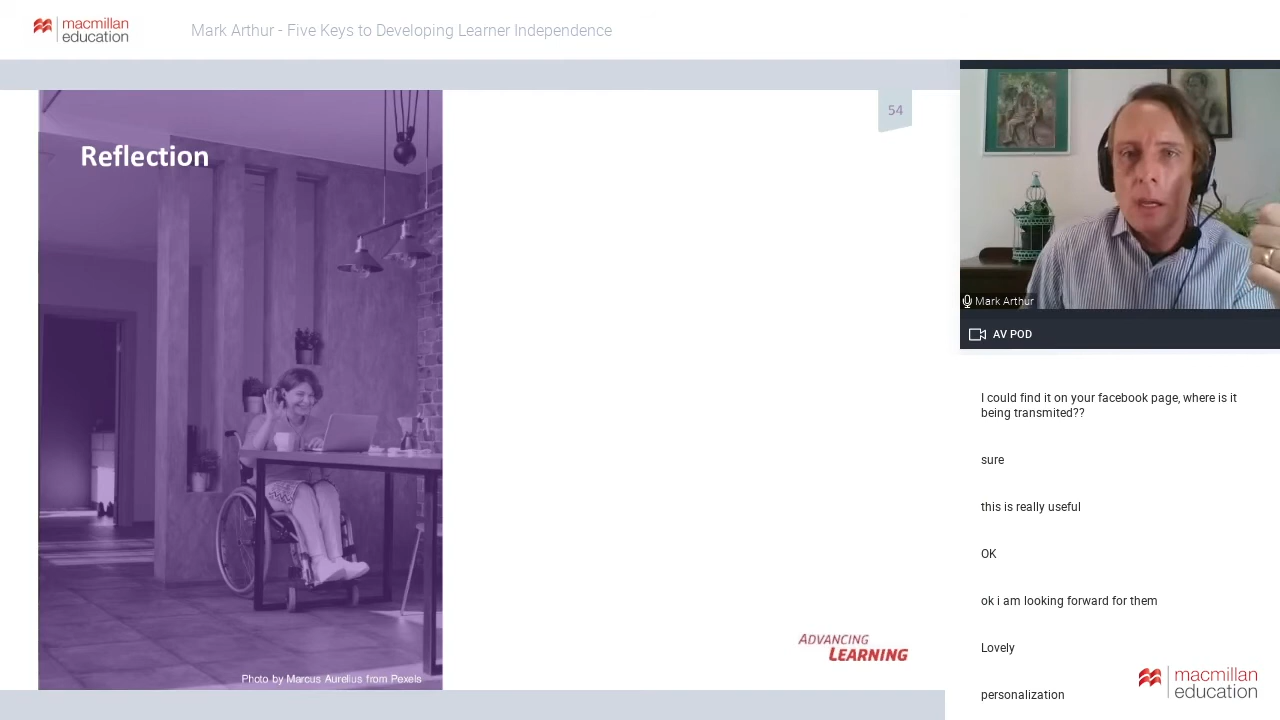 macmillan
education
Mark Arthur - Five Keys to Developing Learner Independence
54
Reflection
Mark Arthur
AV POD
I could find it on your facebook page, where is it
being transmited??
sure
this is really useful
OK
ok i am looking forward for them
Lovely
personalization
ADVANCING
LEARNING
Photo by Marcus Aurelius from Pexels
macmillan
education